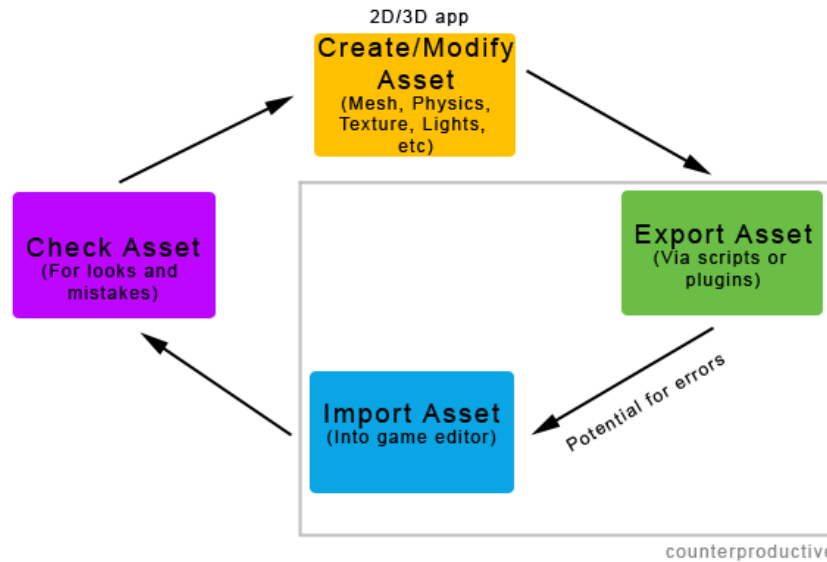 2D/3D app
Create/Modify
Asset
(Mesh, Physics,
Texture, Lights,
etc)
Export Asset
(Via scripts or
plugins)
Potential for errors
Import Asset
(Into game editor)
Check Asset
(For looks and
mistakes)
counterproductive